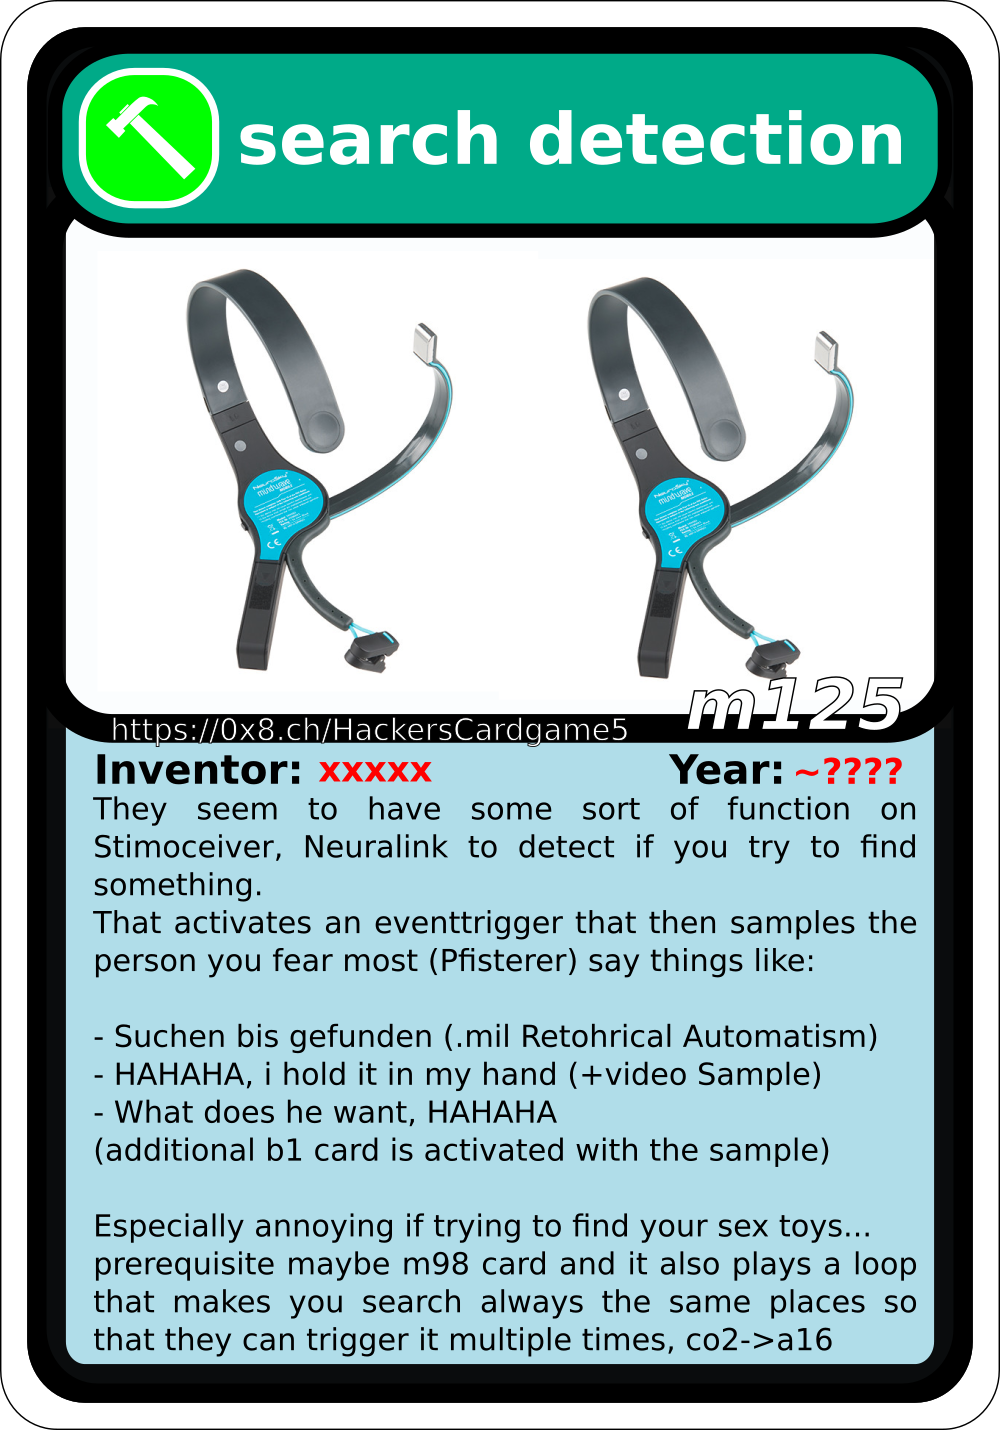 search detection
NeuroSky
mindwave
NeuroSky
mindwave
m125
https://0x8.ch/HackersCardgame5
Inventor: xxxxx Year: ~????
They seem to have some sort of function on
Stimoceiver, Neuralink to detect if you try to find
something.
That activates an eventtrigger that then samples the
person you fear most (Pfisterer) say things like:
- Suchen bis gefunden (.mil Retohrical Automatism)
- HAHAHA, i hold it in my hand (+video Sample)
- What does he want, HAHAHA
(additional b1 card is activated with the sample)
Especially annoying if trying to find your sex toys...
prerequisite maybe m98 card and it also plays a loop
that makes you search always the same places so
that they can trigger it multiple times, co2->a16